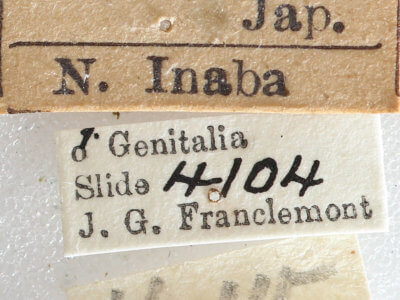 Jap.
N. Inaba
♂ Genitalia
Slide 4104
J. G. Franclemont